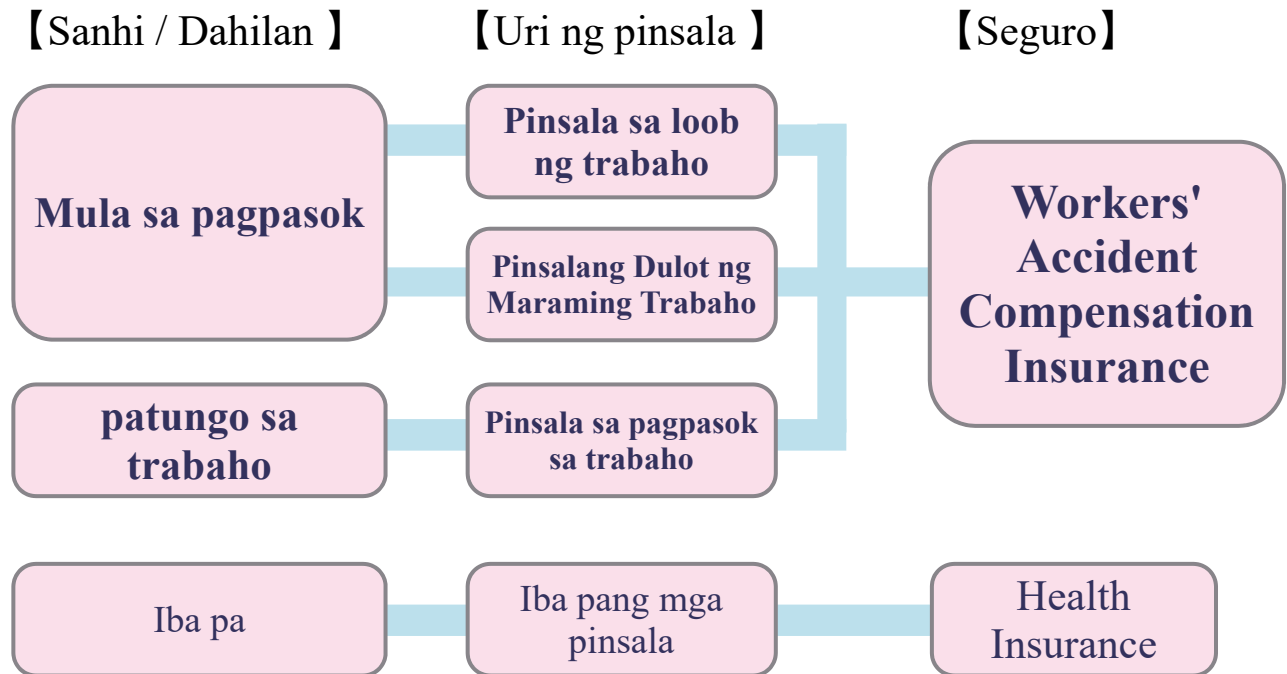 【Sanhi / Dahilan 】
【Uri ng pinsala 】
【Seguro】
Mula sa pagpasok
Pinsala sa loob
ng trabaho
Pinsalang Dulot ng
Maraming Trabaho
Workers'
Accident
Compensation
Insurance
patungo sa
trabaho
Pinsala sa pagpasok
sa trabaho
Iba pa
Iba pang mga
pinsala
Health
Insurance